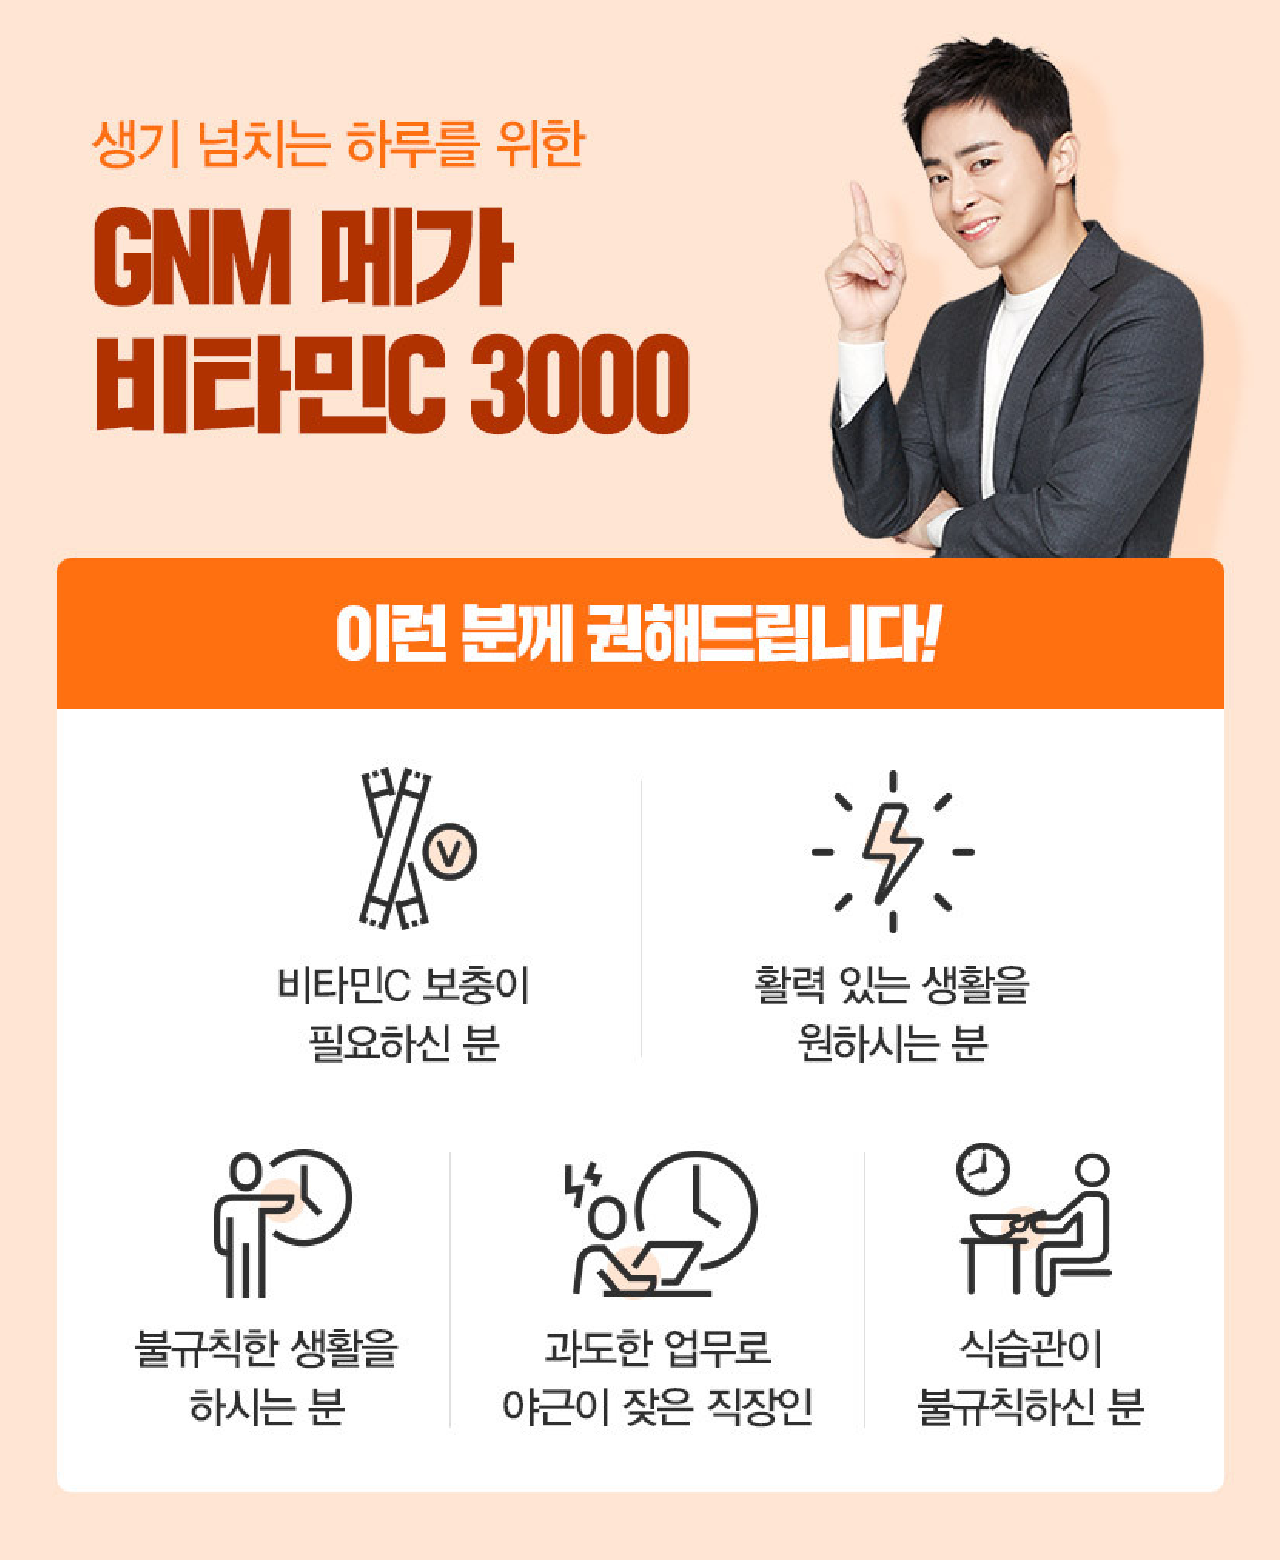 생기 넘치는 하루를 위한
GNM 메가
비타민C 3000
이런 분께 권해드립니다!
V
비타민C 보충이
필요하신 분
활력 있는 생활을
원하시는 분
불규칙한 생활을
하시는 분
과도한 업무로
야근이 잦은 직장인
식습관이
불규칙하신 분